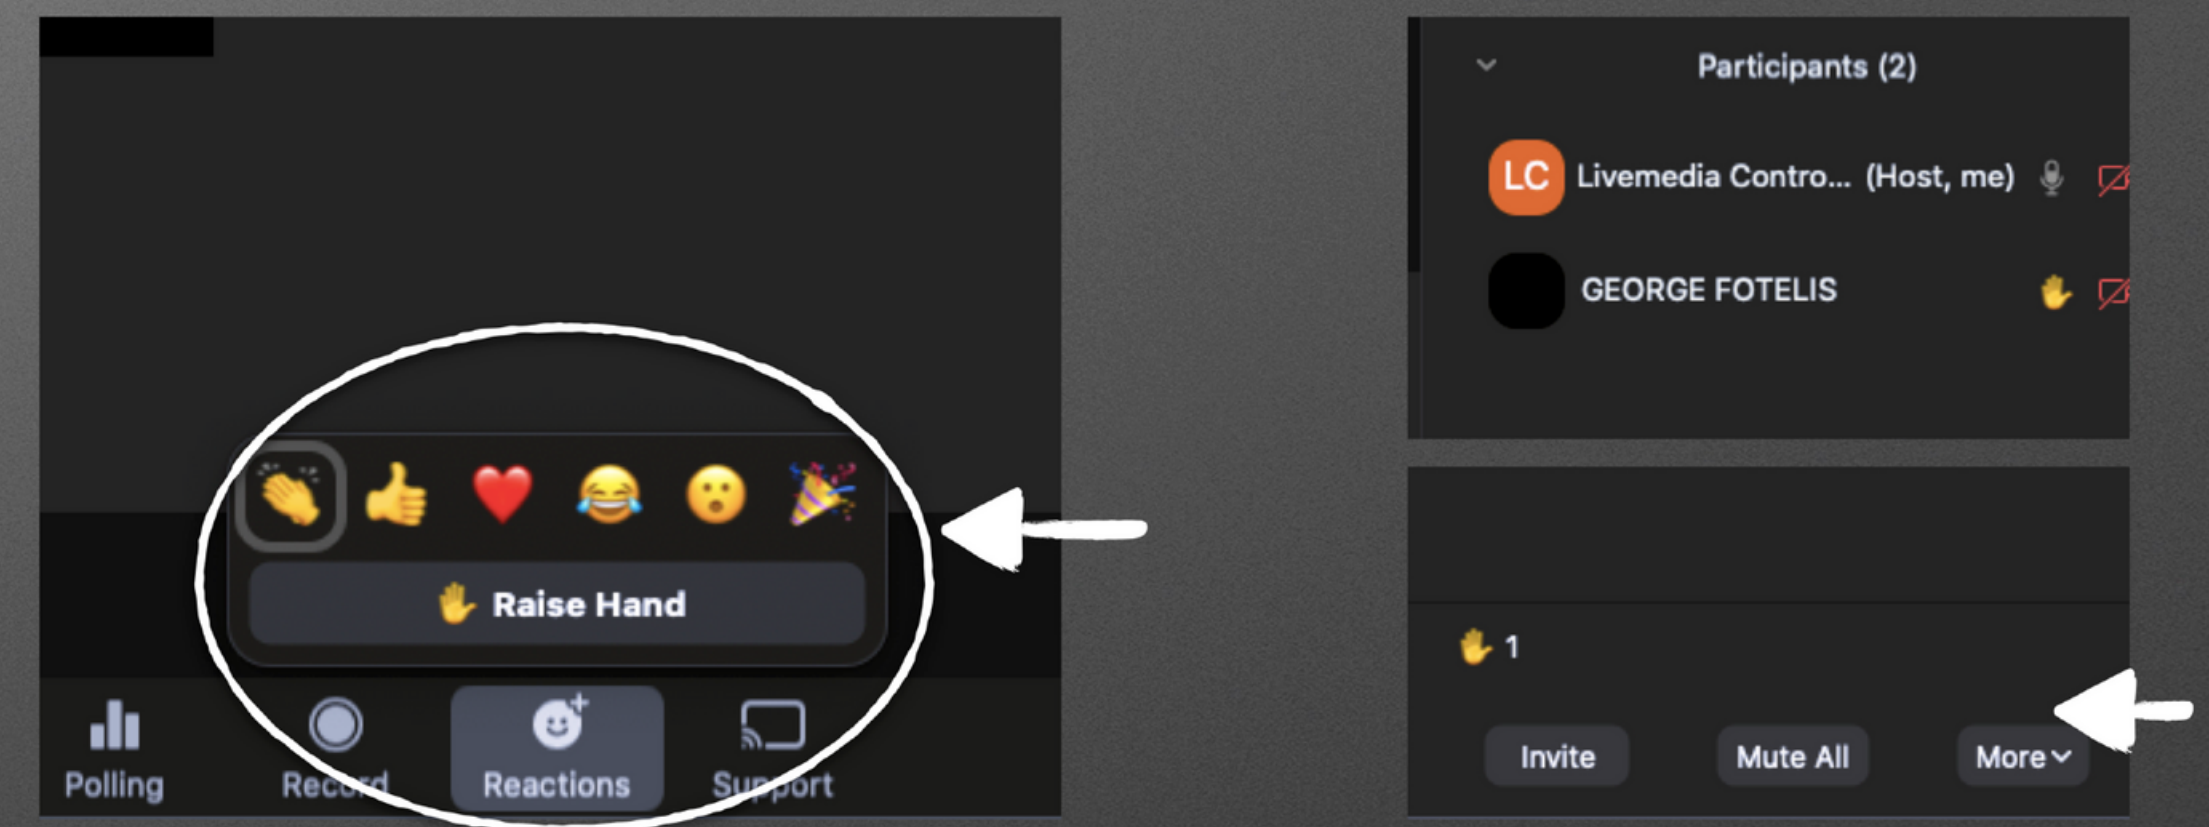 ✋ Raise Hand
Polling
Record
Reactions
Support
Participants (2)
LC Livemedia Contro... (Host, me)
GEORGE FOTELIS
✋ 1
Invite
Mute All
More